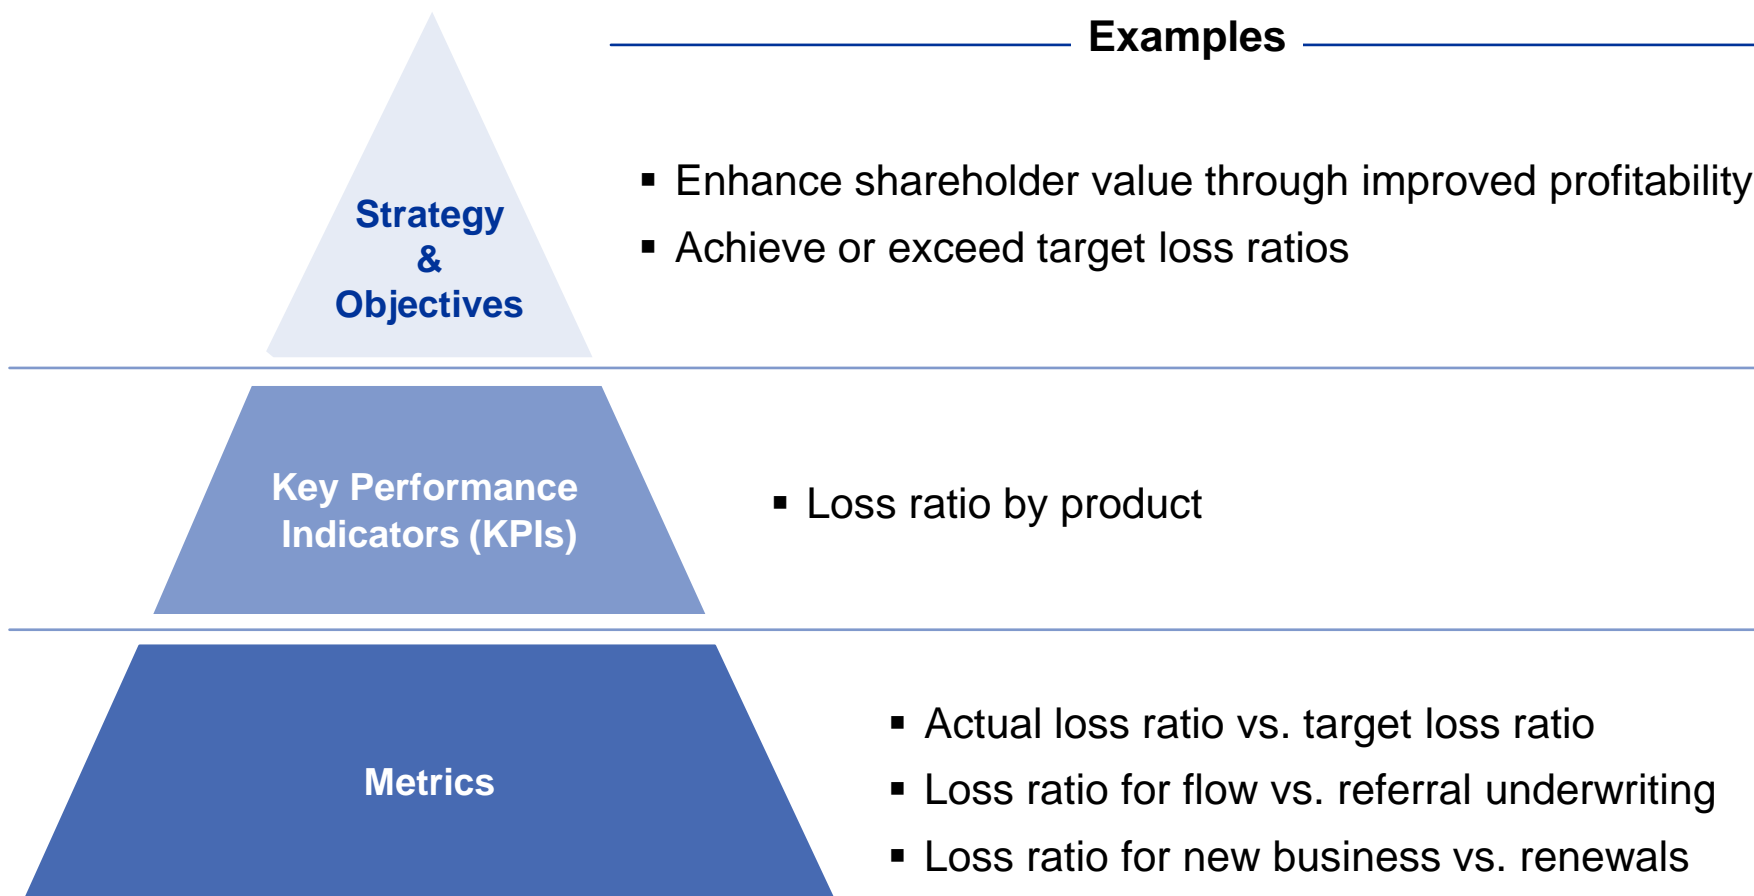 Examples
Strategy
&
Objectives
▪ Enhance shareholder value through improved profitability
▪ Achieve or exceed target loss ratios
Key Performance
Indicators (KPIs)
▪ Loss ratio by product
Metrics
▪ Actual loss ratio vs. target loss ratio
▪ Loss ratio for flow vs. referral underwriting
▪ Loss ratio for new business vs. renewals